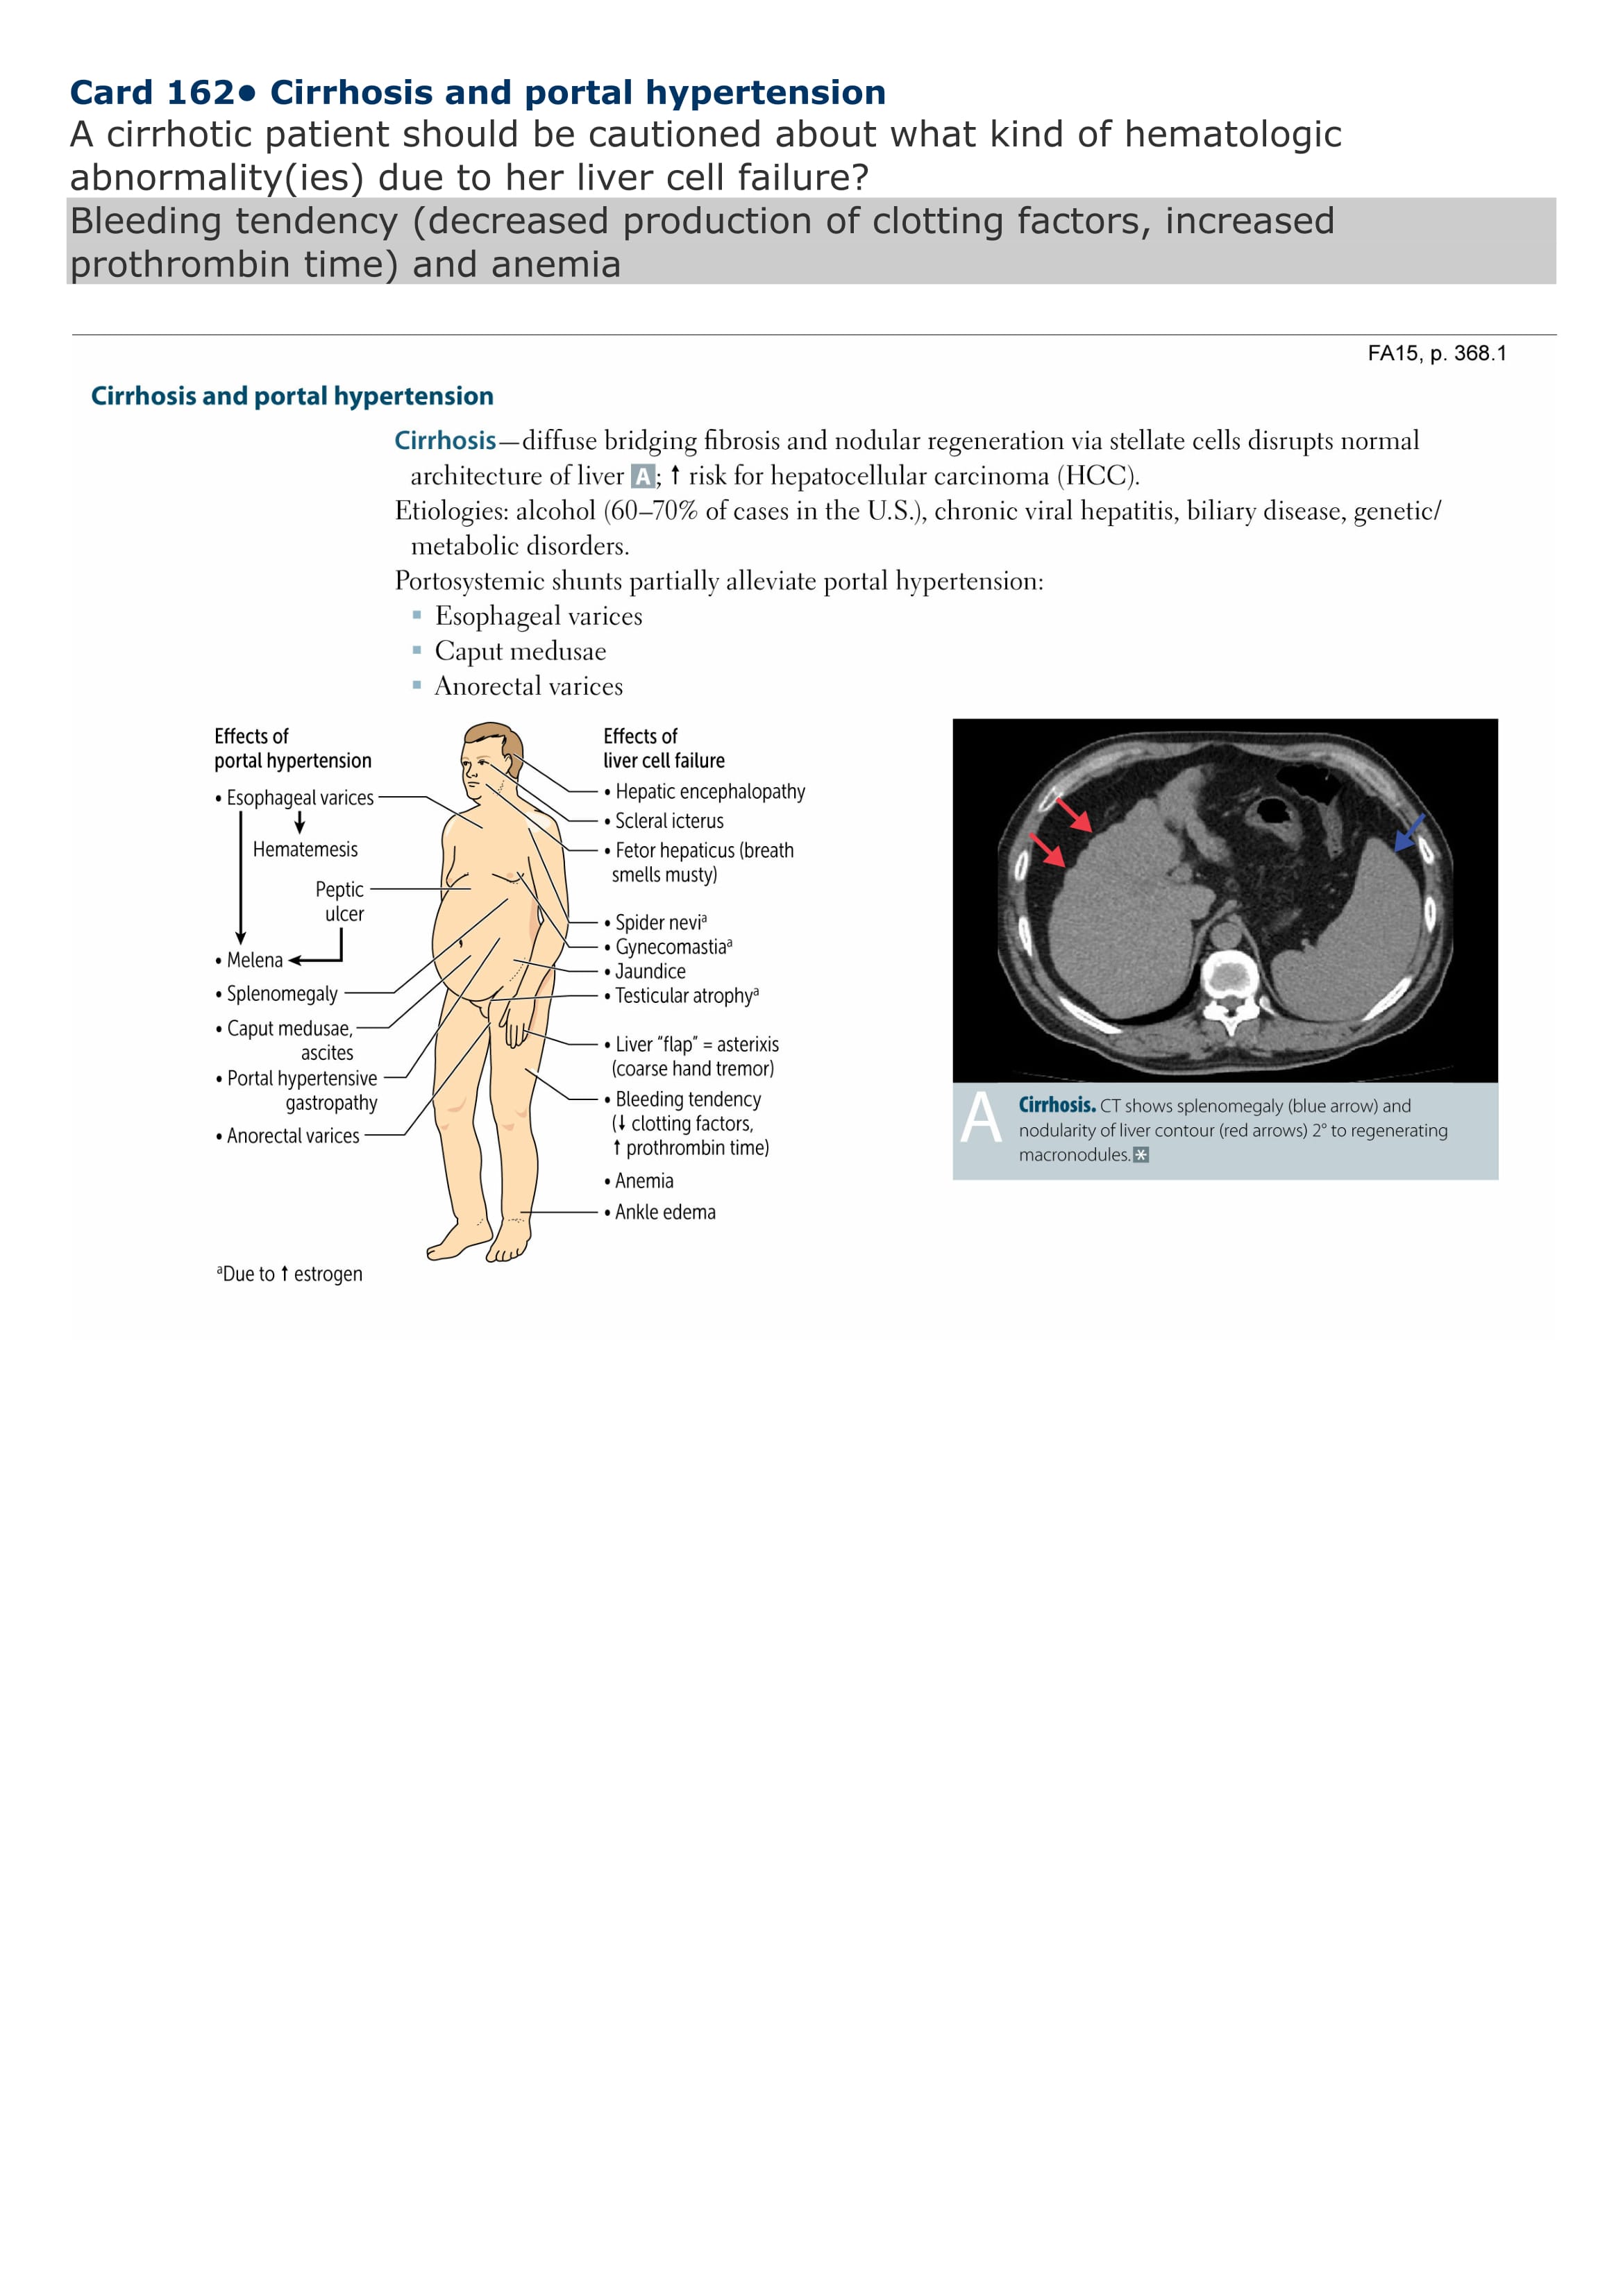 Card 162● Cirrhosis and portal hypertension
A cirrhotic patient should be cautioned about what kind of hematologic
abnormality(ies) due to her liver cell failure?
Bleeding tendency (decreased production of clotting factors, increased
prothrombin time) and anemia
FA15, p. 368.1
Cirrhosis and portal hypertension
Cirrhosis—diffuse bridging fibrosis and nodular regeneration via stellate cells disrupts normal
architecture of liver A; ↑ risk for hepatocellular carcinoma (HCC).
Etiologies: alcohol (60–70% of cases in the U.S.), chronic viral hepatitis, biliary disease, genetic/
metabolic disorders.
Portosystemic shunts partially alleviate portal hypertension:
▪ Esophageal varices
▪ Caput medusae
▪ Anorectal varices
Effects of
portal hypertension
• Esophageal varices
Hematemesis
Peptic
ulcer
• Melena
• Splenomegaly
• Caput medusae,
ascites
• Portal hypertensive
gastropathy
• Anorectal varices
ᵃDue to ↑ estrogen
Effects of
liver cell failure
• Hepatic encephalopathy
• Scleral icterus
• Fetor hepaticus (breath
smells musty)
• Spider neviᵃ
• Gynecomastiaᵃ
• Jaundice
• Testicular atrophyᵃ
• Liver "flap" = asterixis
(coarse hand tremor)
• Bleeding tendency
(↓ clotting factors,
↑ prothrombin time)
• Anemia
• Ankle edema
A
Cirrhosis. CT shows splenomegaly (blue arrow) and
nodularity of liver contour (red arrows) 2° to regenerating
macronodules. *